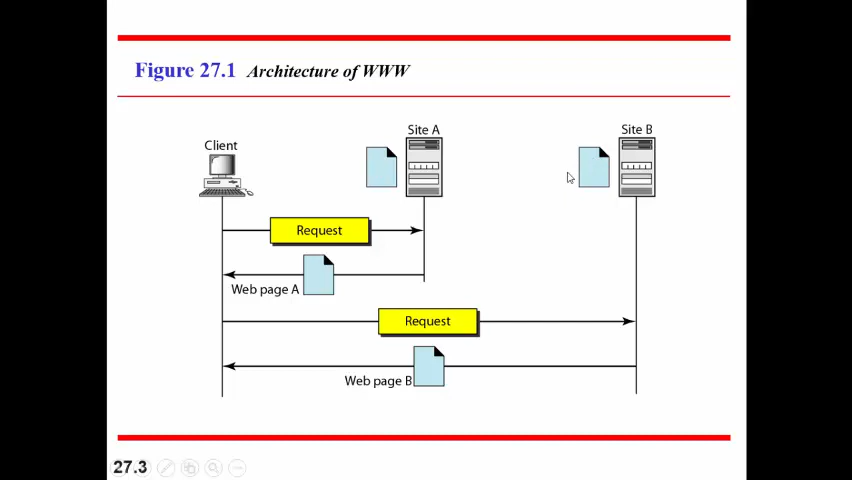 Figure 27.1 Architecture of WWW
Client
Site A
Site B
Request
Web page A
Request
Web page B
27.3